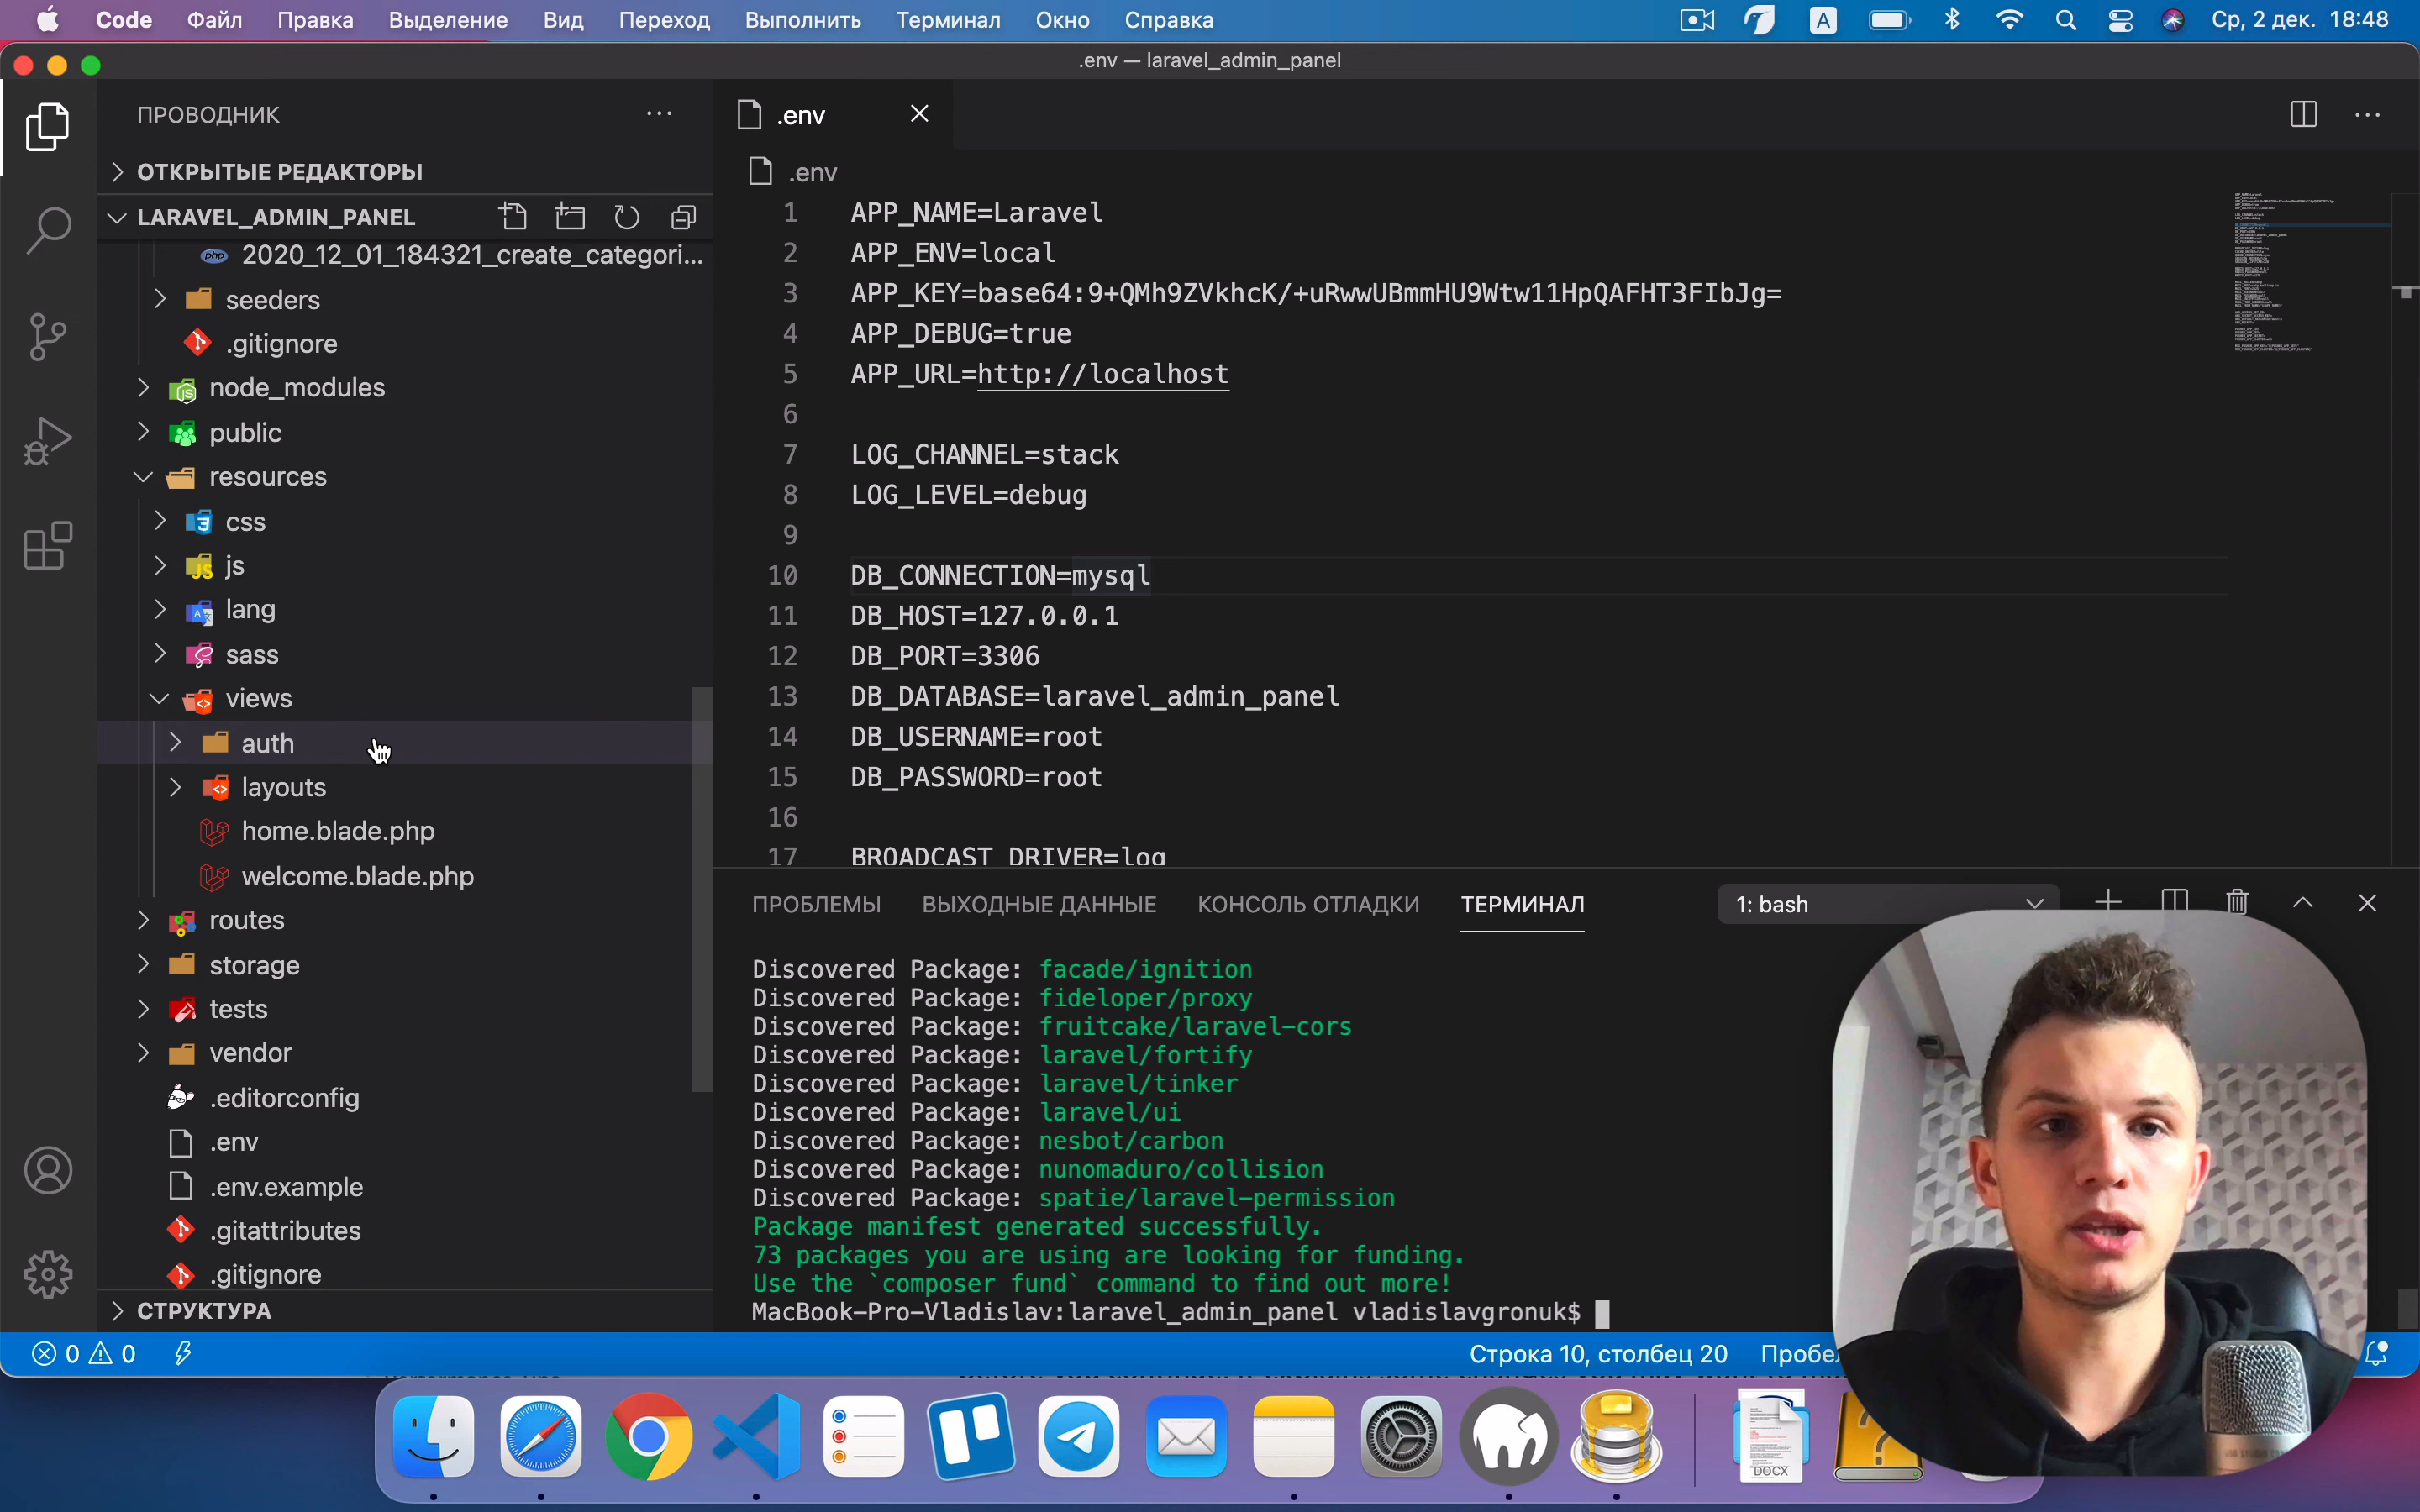 Code Файл Правка Выделение Вид Переход Выполнить Терминал Окно Справка
A
Ср, 2 дек. 18:48
.env — laravel_admin_panel
ПРОВОДНИК
ОТКРЫТЫЕ РЕДАКТОРЫ
LARAVEL_ADMIN_PANEL
php 2020_12_01_184321_create_categori...
seeders
.gitignore
node_modules
public
resources
css
js
lang
sass
views
auth
layouts
home.blade.php
welcome.blade.php
routes
storage
tests
vendor
.editorconfig
.env
.env.example
.gitattributes
.gitignore
СТРУКТУРА
.env
.env
1 APP_NAME=Laravel
2 APP_ENV=local
3 APP_KEY=base64:9+QMh9ZVkhcK/+uRwwUBmmHU9Wtw11HpQAFHT3FIbJg=
4 APP_DEBUG=true
5 APP_URL=http://localhost
6
7 LOG_CHANNEL=stack
8 LOG_LEVEL=debug
9
10 DB_CONNECTION=mysql
11 DB_HOST=127.0.0.1
12 DB_PORT=3306
13 DB_DATABASE=laravel_admin_panel
14 DB_USERNAME=root
15 DB_PASSWORD=root
16
17 BROADCAST_DRIVER=log
ПРОБЛЕМЫ ВЫХОДНЫЕ ДАННЫЕ КОНСОЛЬ ОТЛАДКИ ТЕРМИНАЛ 1: bash
Discovered Package: facade/ignition
Discovered Package: fideloper/proxy
Discovered Package: fruitcake/laravel-cors
Discovered Package: laravel/fortify
Discovered Package: laravel/tinker
Discovered Package: laravel/ui
Discovered Package: nesbot/carbon
Discovered Package: nunomaduro/collision
Discovered Package: spatie/laravel-permission
Package manifest generated successfully.
73 packages you are using are looking for funding.
Use the `composer fund` command to find out more!
MacBook-Pro-Vladislav:laravel_admin_panel vladislavgronuk$
0 0
Строка 10, столбец 20
DOCX